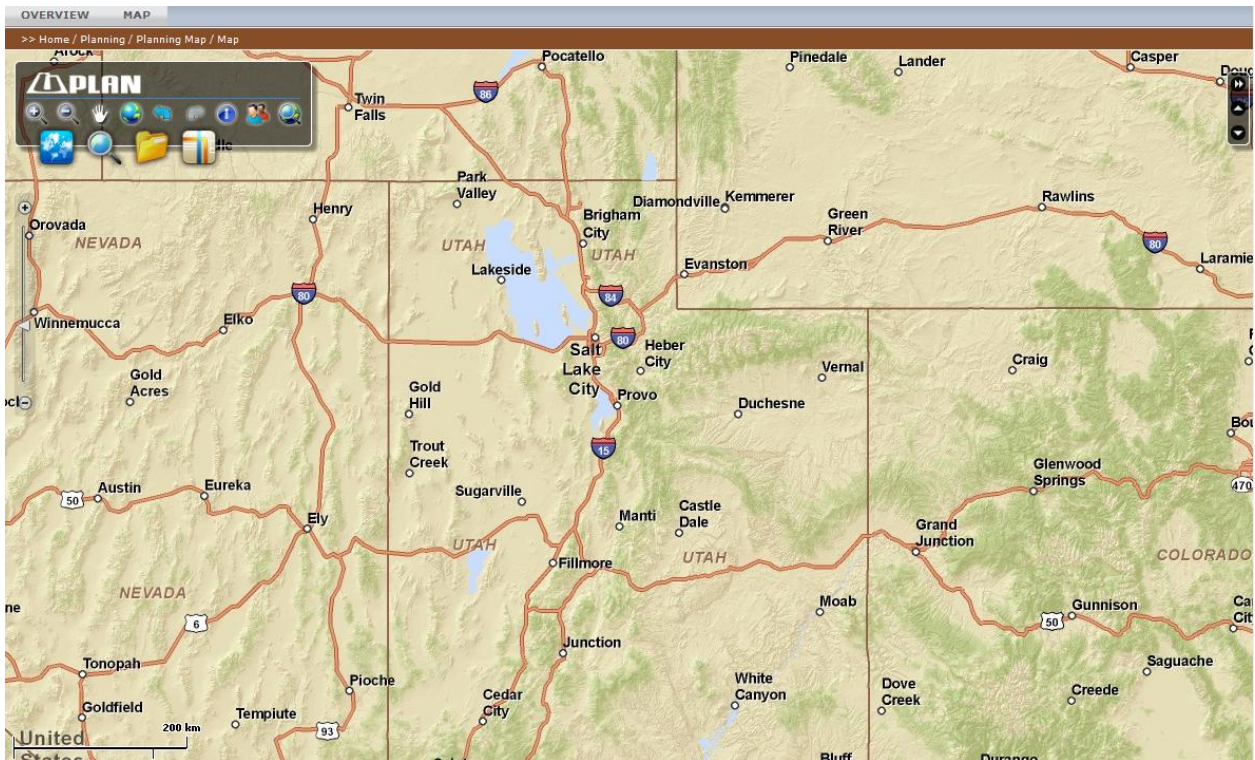 OVERVIEW MAP
>> Home / Planning / Planning Map / Map
PLAN
Pocatello
Pinedale
Lander
Casper
86
Twin
Falls
Park
Valley
Diamondville
Kemmerer
Rawlins
Henry
Brigham
City
Green
River
Orovada
NEVADA
UTAH
UTAH
80
Laramie
Lakeside
Evanston
80
84
Winnemucca
Elko
80
Salt
Lake
City
Heber
City
Craig
Gold
Acres
Vernal
Gold
Hill
Provo
Duchesne
Trout
Creek
15
Glenwood
Springs
50
Austin
Eureka
Sugarville
470
Ely
Manti
Castle
Dale
Grand
Junction
UTAH
UTAH
COLORADO
Fillmore
NEVADA
Moab
6
50
Gunnison
Junction
Tonopah
Saguache
Pioche
White
Canyon
Dove
Creek
Creede
Cedar
City
Goldfield
Tempiute
200 km
93
United
States
Bluff
Durango